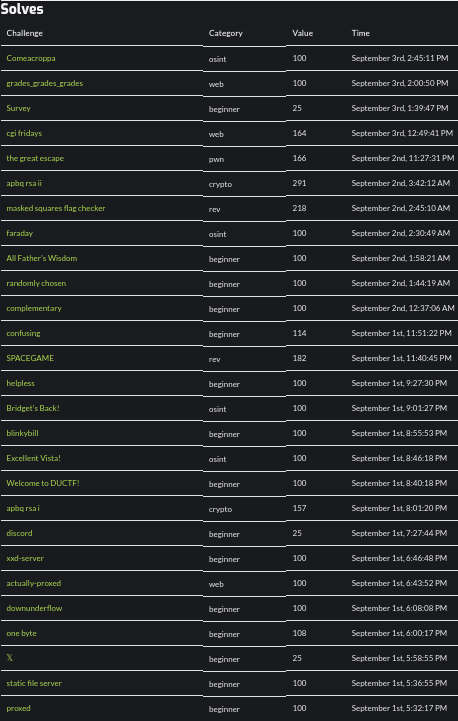 Solves
Challenge Category Value Time
Comeacroppa osint 100 September 3rd, 2:45:11 PM
grades_grades_grades web 100 September 3rd, 2:00:50 PM
Survey beginner 25 September 3rd, 1:39:47 PM
cgi fridays web 164 September 3rd, 12:49:41 PM
the great escape pwn 166 September 2nd, 11:27:31 PM
apbq rsa ii crypto 291 September 2nd, 3:42:12 AM
masked squares flag checker rev 218 September 2nd, 2:45:10 AM
faraday osint 100 September 2nd, 2:30:49 AM
All Father's Wisdom beginner 100 September 2nd, 1:58:21 AM
randomly chosen beginner 100 September 2nd, 1:44:19 AM
complementary beginner 100 September 2nd, 12:37:06 AM
confusing beginner 114 September 1st, 11:51:22 PM
SPACEGAME rev 182 September 1st, 11:40:45 PM
helpless beginner 100 September 1st, 9:27:30 PM
Bridget's Back! osint 100 September 1st, 9:01:27 PM
blinkybill beginner 100 September 1st, 8:55:53 PM
Excellent Vista! osint 100 September 1st, 8:46:18 PM
Welcome to DUCTF! beginner 100 September 1st, 8:40:18 PM
apbq rsa i crypto 157 September 1st, 8:01:20 PM
discord beginner 25 September 1st, 7:27:44 PM
xxd-server beginner 100 September 1st, 6:46:48 PM
actually-proxed web 100 September 1st, 6:43:52 PM
downunderflow beginner 100 September 1st, 6:08:08 PM
one byte beginner 108 September 1st, 6:00:17 PM
𝕏 beginner 25 September 1st, 5:58:55 PM
static file server beginner 100 September 1st, 5:36:55 PM
proxed beginner 100 September 1st, 5:32:17 PM